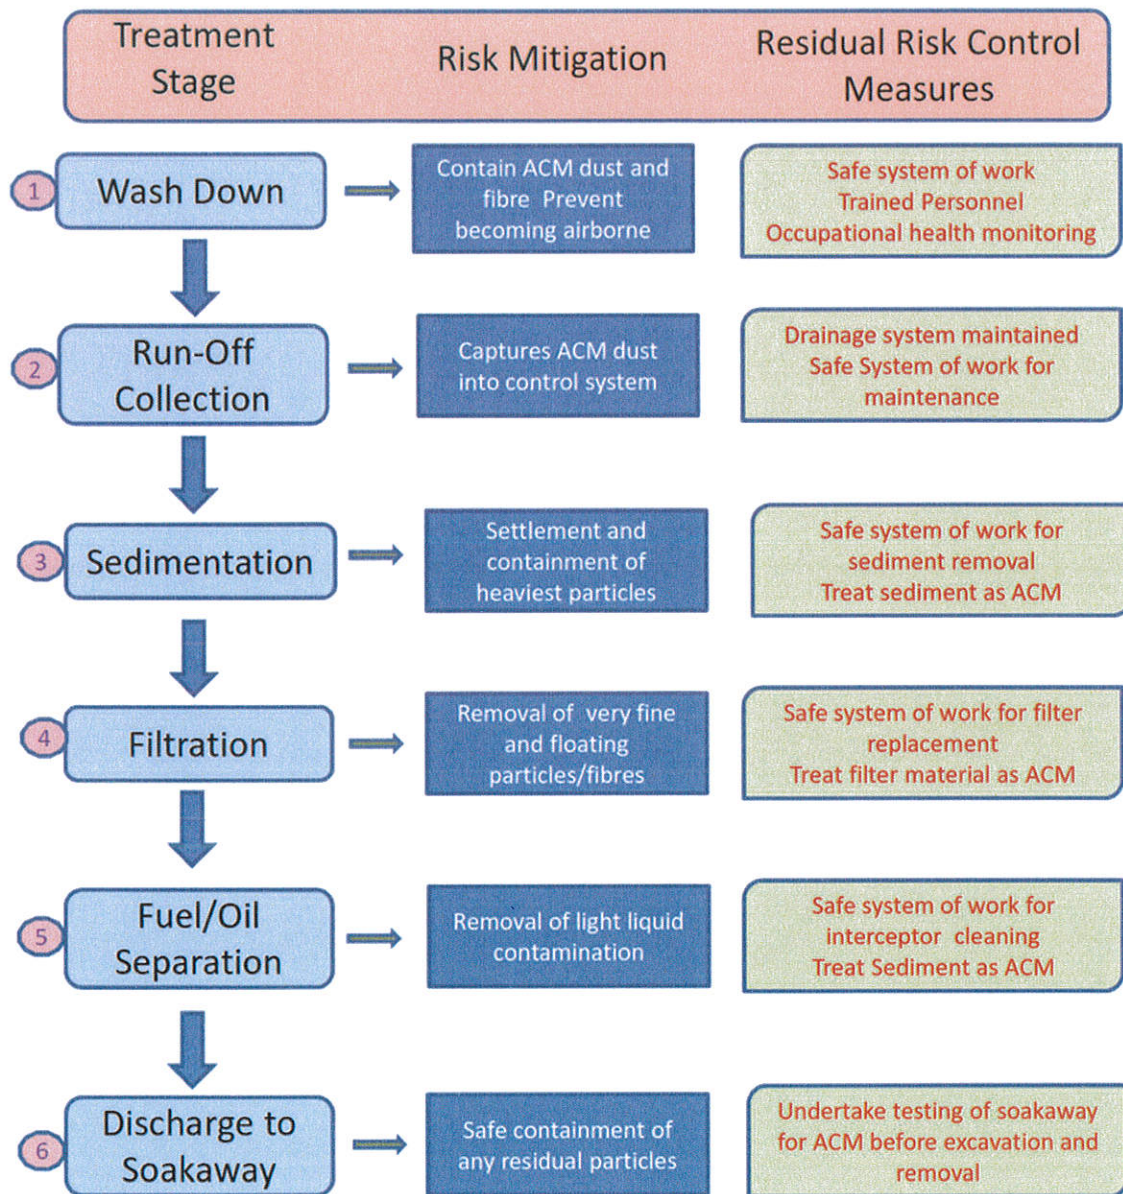 Treatment
Stage
Risk Mitigation
Residual Risk Control
Measures
1
Wash Down
Contain ACM dust and
fibre Prevent
becoming airborne
Safe system of work
Trained Personnel
Occupational health monitoring
2
Run-Off
Collection
Captures ACM dust
into control system
Drainage system maintained
Safe System of work for
maintenance
3
Sedimentation
Settlement and
containment of
heaviest particles
Safe system of work for
sediment removal
Treat sediment as ACM
4
Filtration
Removal of very fine
and floating
particles/fibres
Safe system of work for filter
replacement
Treat filter material as ACM
5
Fuel/Oil
Separation
Removal of light liquid
contamination
Safe system of work for
interceptor cleaning
Treat Sediment as ACM
6
Discharge to
Soakaway
Safe containment of
any residual particles
Undertake testing of soakaway
for ACM before excavation and
removal